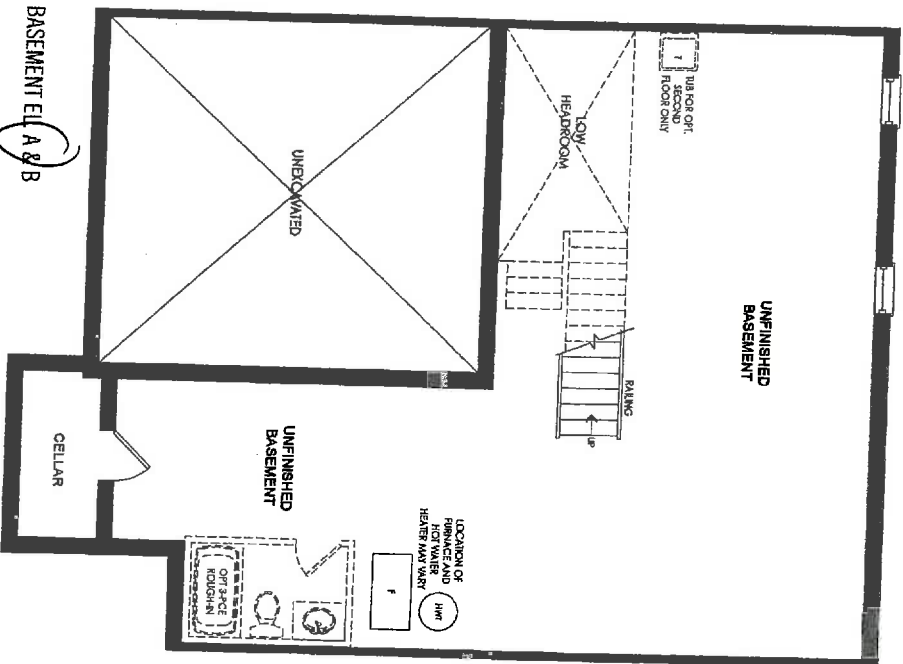 BASEMENT EL. A & B
UNEXCAVATED
LOW
HEADROOM
T
TUB FOR OPT.
SECOND
FLOOR ONLY
UNFINISHED
BASEMENT
RAILING
UP
UNFINISHED
BASEMENT
CELLAR
LOCATION OF
FURNACE AND
HOT WATER
HEATER MAY VARY
F
HWT
OPT 3-PCE
ROUGH-IN